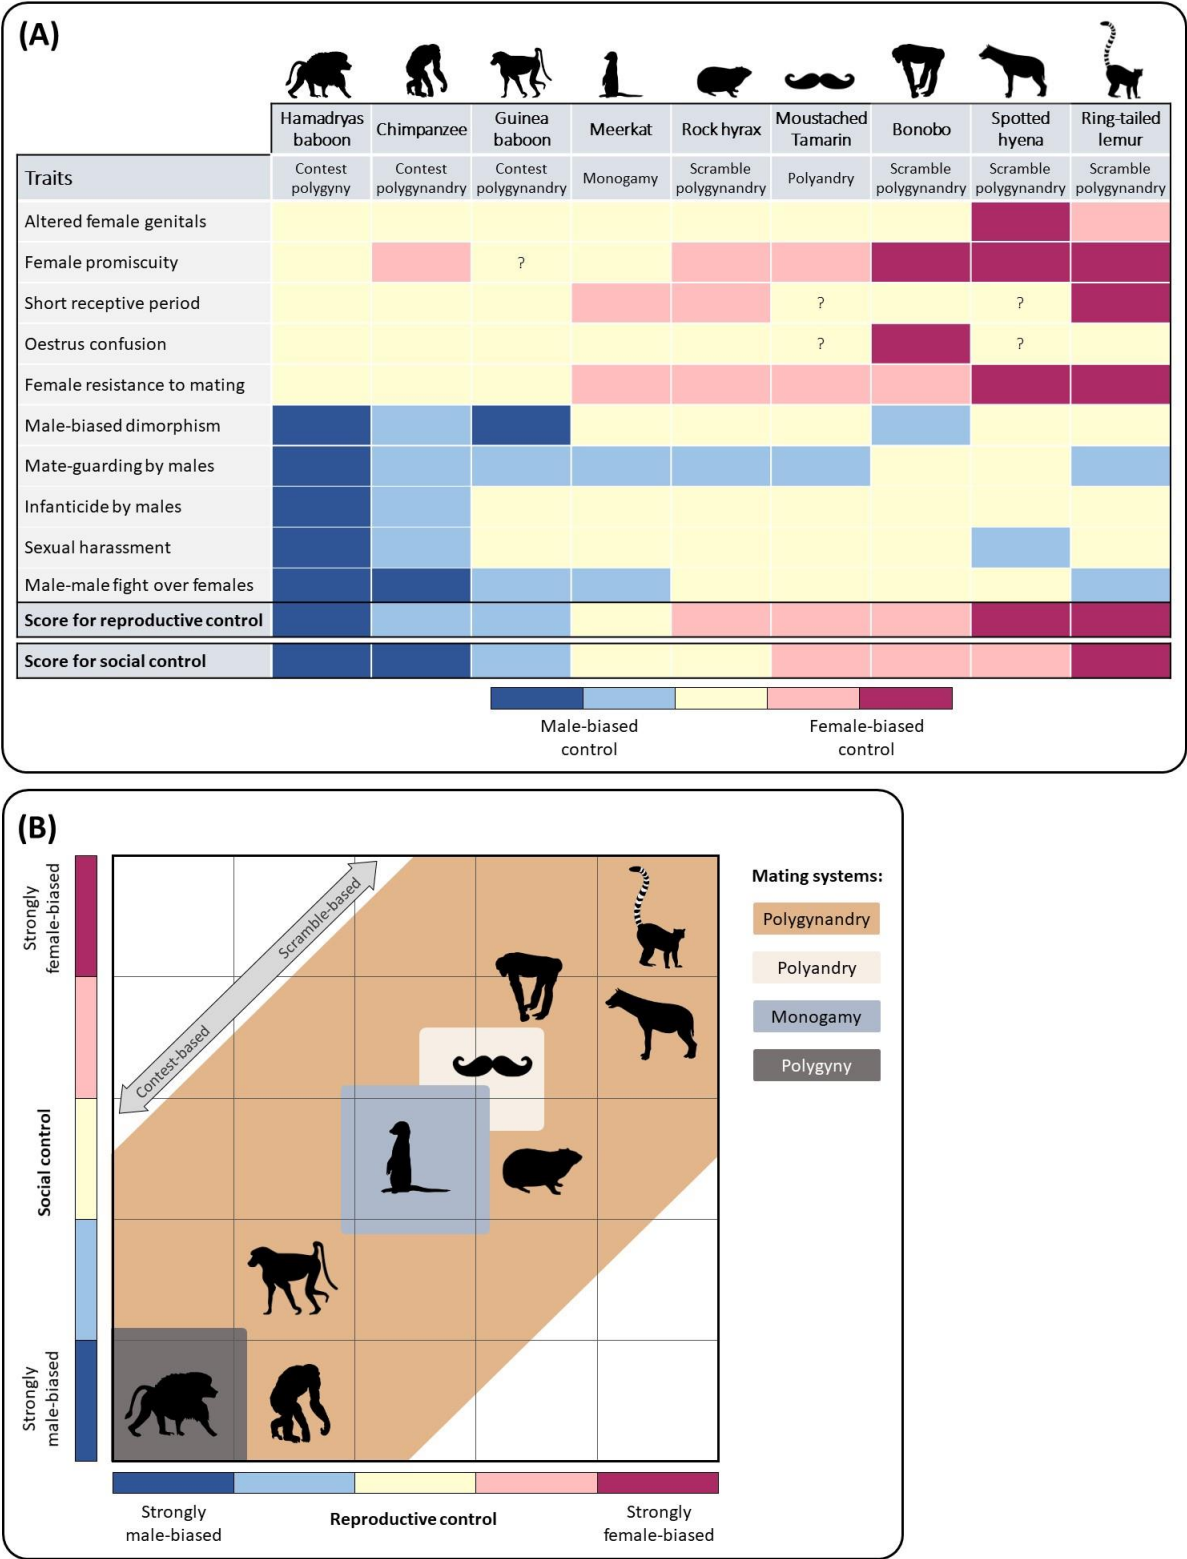 (A)
Hamadryas baboon
Chimpanzee
Guinea baboon
Meerkat
Rock hyrax
Moustached Tamarin
Bonobo
Spotted hyena
Ring-tailed lemur
Traits
Contest polygyny
Contest polygynandry
Contest polygynandry
Monogamy
Scramble polygynandry
Polyandry
Scramble polygynandry
Scramble polygynandry
Scramble polygynandry
Altered female genitals
Female promiscuity
?
Short receptive period
? ?
Oestrus confusion
? ?
Female resistance to mating
Male-biased dimorphism
Mate-guarding by males
Infanticide by males
Sexual harassment
Male-male fight over females
Score for reproductive control
Score for social control
Male-biased control
Female-biased control
(B)
Strongly female-biased
Social control
Strongly male-biased
Scramble-based
Contest-based
Mating systems:
Polygynandry
Polyandry
Monogamy
Polygyny
Strongly male-biased
Reproductive control
Strongly female-biased